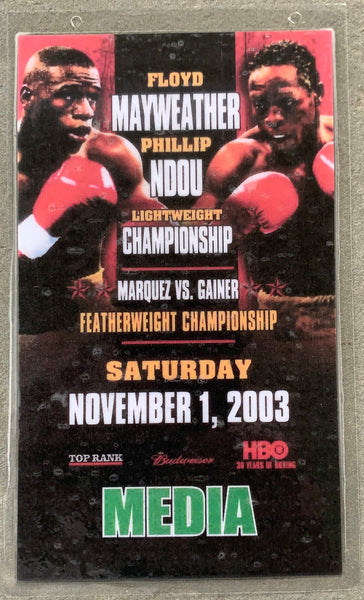 FLOYD
MAYWEATHER
PHILLIP
NDOU
LIGHTWEIGHT
CHAMPIONSHIP
MARQUEZ VS. GAINER
FEATHERWEIGHT CHAMPIONSHIP
SATURDAY
NOVEMBER 1, 2003
TOP RANK Budweiser HBO
30 YEARS OF BOXING
MEDIA